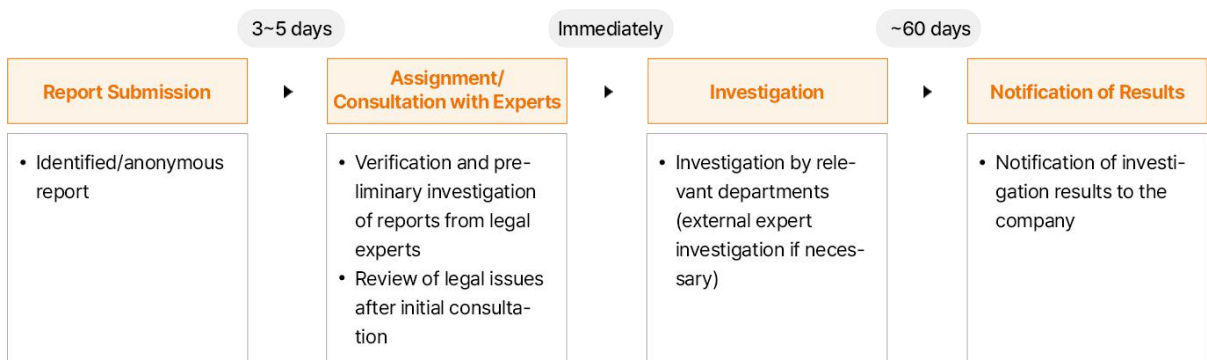 3~5 days
Immediately
~60 days
Report Submission
Assignment/
Consultation with Experts
Investigation
Notification of Results
• Identified/anonymous
report
• Verification and pre-
liminary investigation
of reports from legal
experts
• Review of legal issues
after initial consulta-
tion
• Investigation by rele-
vant departments
(external expert
investigation if neces-
sary)
• Notification of investi-
gation results to the
company